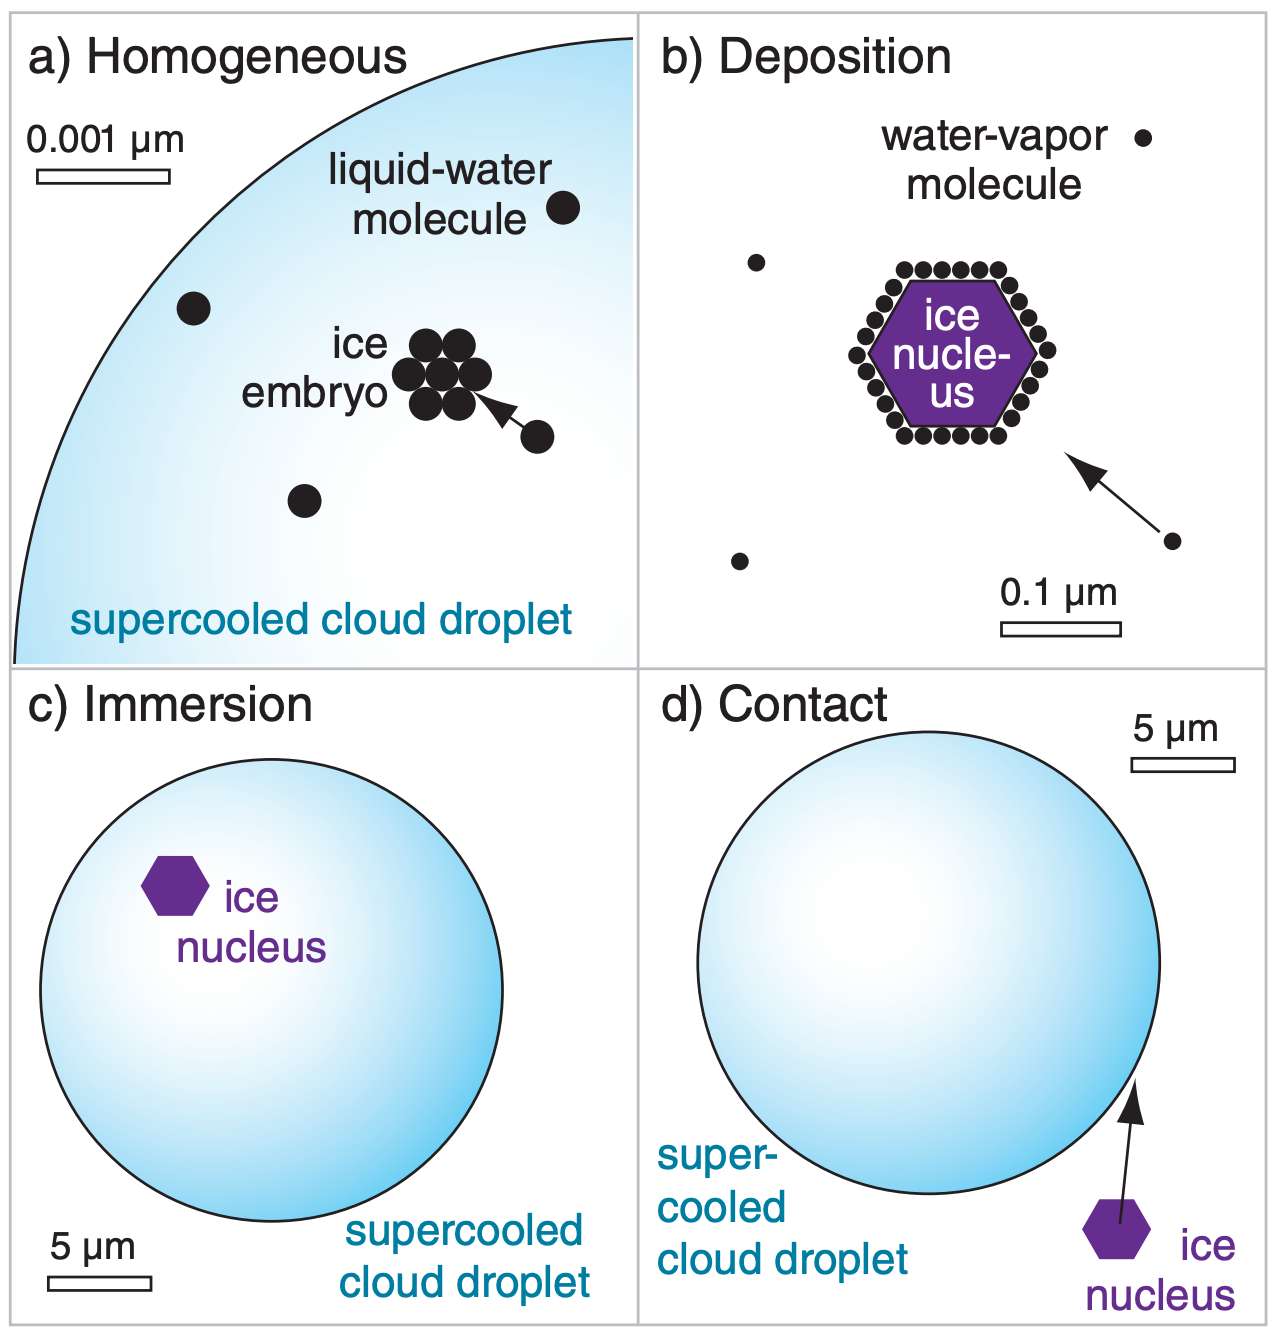 a) Homogeneous
0.001 µm
liquid-water
molecule
ice
embryo
supercooled cloud droplet
b) Deposition
water-vapor
molecule
ice
nucle-
us
0.1 µm
c) Immersion
ice
nucleus
5 µm
supercooled
cloud droplet
d) Contact
5 µm
super-
cooled
cloud droplet
ice
nucleus